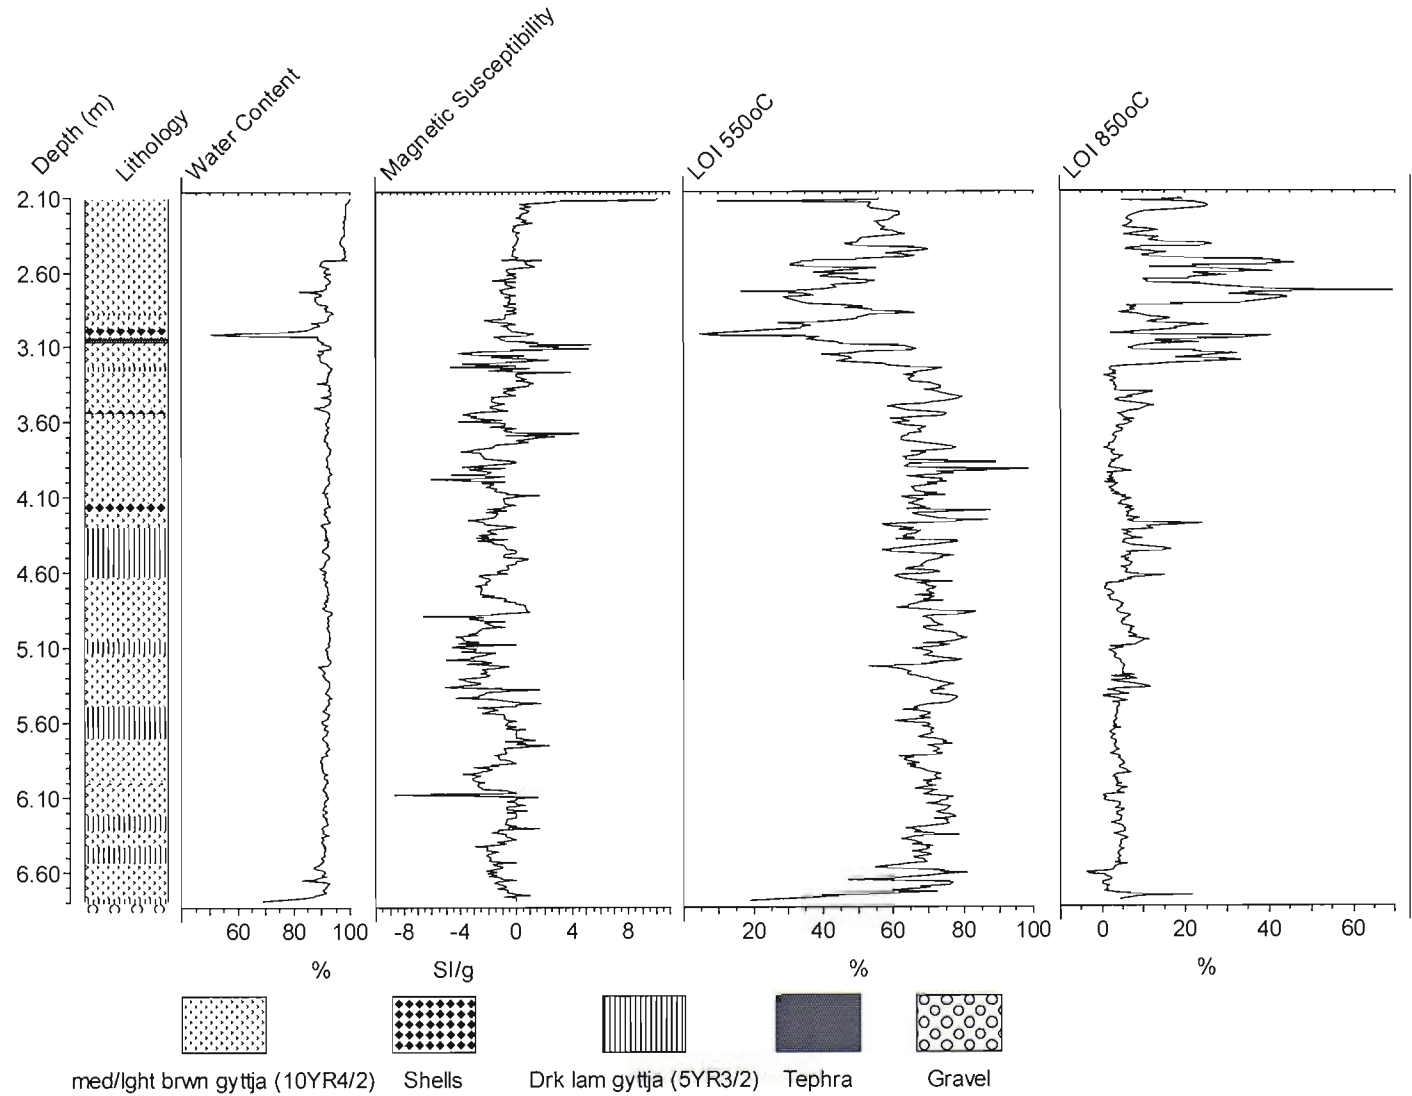 Depth (m)
Lithology
Water Content
Magnetic Susceptibility
LOI 550oC
LOI 850oC
2.10
2.60
3.10
3.60
4.10
4.60
5.10
5.60
6.10
6.60
60 80 100
-8 -4 0 4 8
20 40 60 80 100
0 20 40 60
% SI/g % %
med/lght brwn gyttja (10YR4/2) Shells Drk lam gyttja (5YR3/2) Tephra Gravel